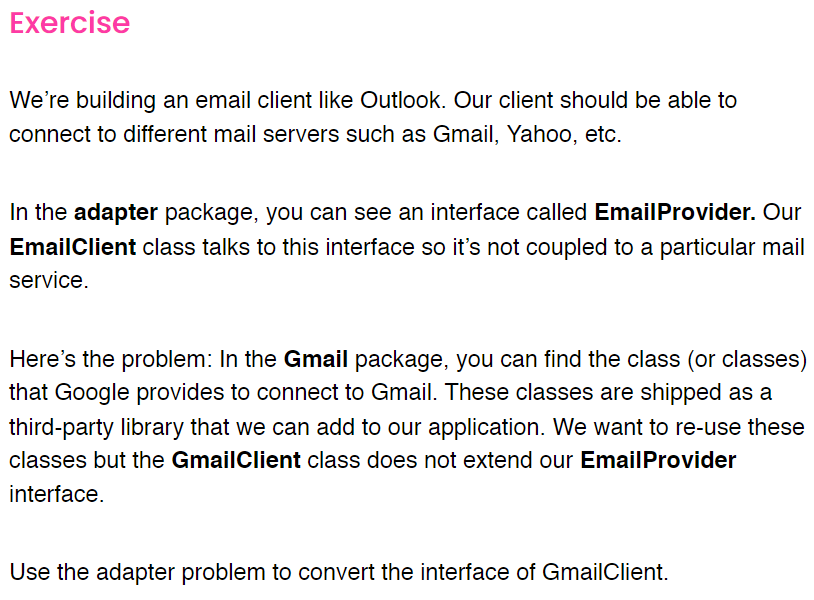 Exercise
We’re building an email client like Outlook. Our client should be able to
connect to different mail servers such as Gmail, Yahoo, etc.
In the adapter package, you can see an interface called EmailProvider. Our
EmailClient class talks to this interface so it’s not coupled to a particular mail
service.
Here’s the problem: In the Gmail package, you can find the class (or classes)
that Google provides to connect to Gmail. These classes are shipped as a
third-party library that we can add to our application. We want to re-use these
classes but the GmailClient class does not extend our EmailProvider
interface.
Use the adapter problem to convert the interface of GmailClient.